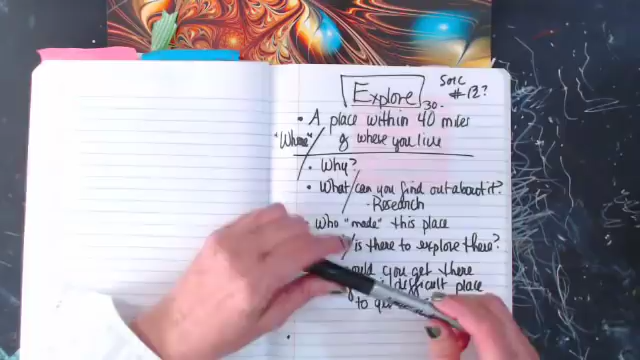 SOTC
#12?
Explore
30.
• A place within 40 miles
"Where" / of where you live
• Why?
• What / can you find out about it?
- Research
Who "made" this place
/ is there to explore there?
ould you get there
difficult place
to